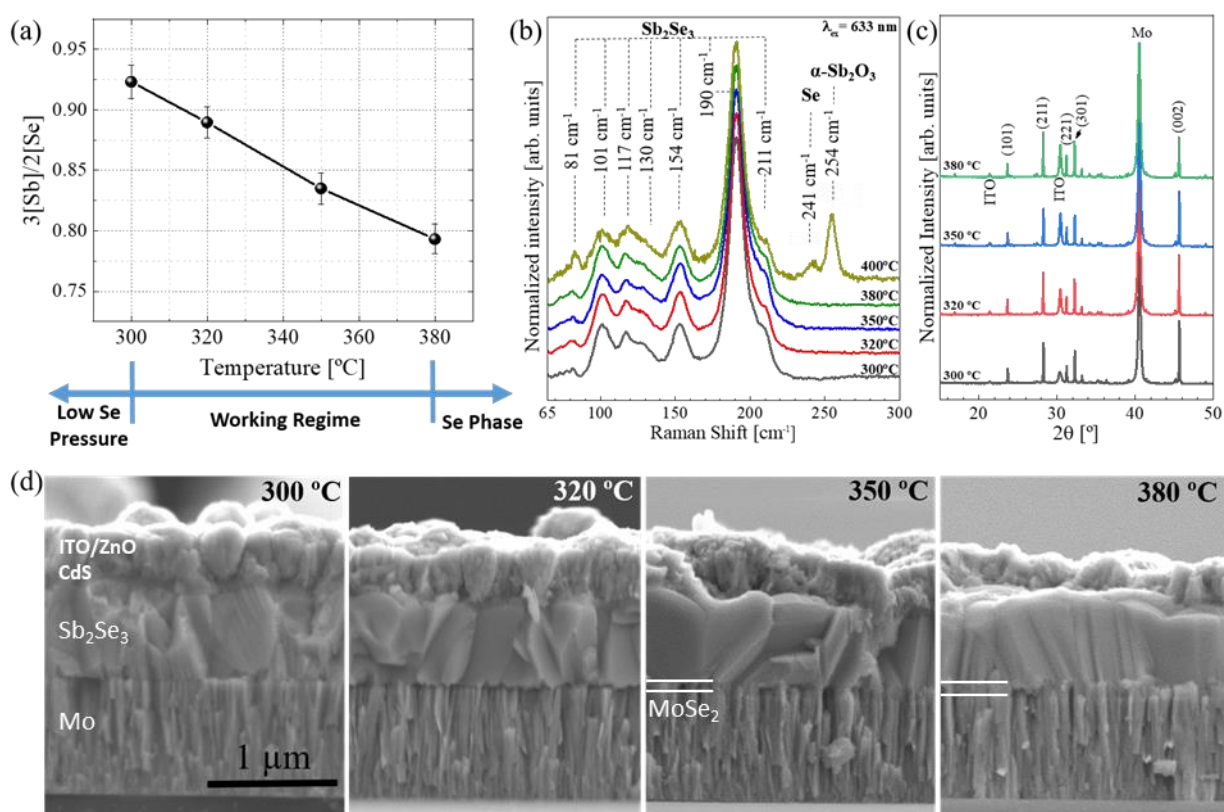 (a)
0.95
0.90
0.85
0.80
0.75
3[Sb]/2[Se]
300
320
340
360
380
Temperature [ºC]
Low Se
Pressure
Working Regime
Se Phase
(b)
Sb₂Se₃
λₑₓ = 633 nm
α-Sb₂O₃
Se
81 cm⁻¹
101 cm⁻¹
117 cm⁻¹
130 cm⁻¹
154 cm⁻¹
190 cm⁻¹
211 cm⁻¹
241 cm⁻¹
254 cm⁻¹
400ºC
380ºC
350ºC
320ºC
300ºC
Normalized intensity [arb. units]
65
100
150
200
250
300
Raman Shift [cm⁻¹]
(c)
Mo
(101)
(211)
(221)
(301)
(002)
380 ºC
ITO
ITO
350 ºC
320 ºC
300 ºC
Normalized Intensity [arb. units]
20
30
40
50
2θ [º]
(d)
300 ºC
320 ºC
350 ºC
380 ºC
ITO/ZnO
CdS
Sb₂Se₃
Mo
MoSe₂
1 µm